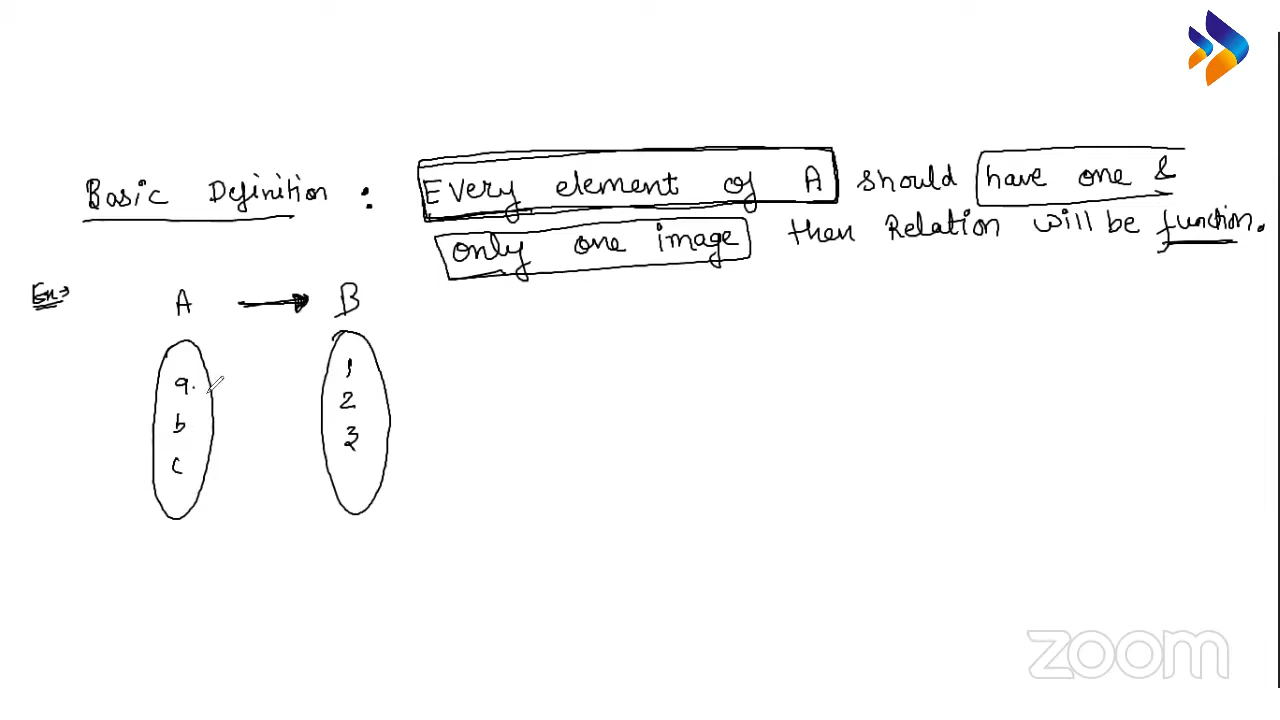 Basic Definition : Every element of A should have one &
only one image then Relation will be function.
Ex→
A → B
a. 1
b 2
c 3
zoom